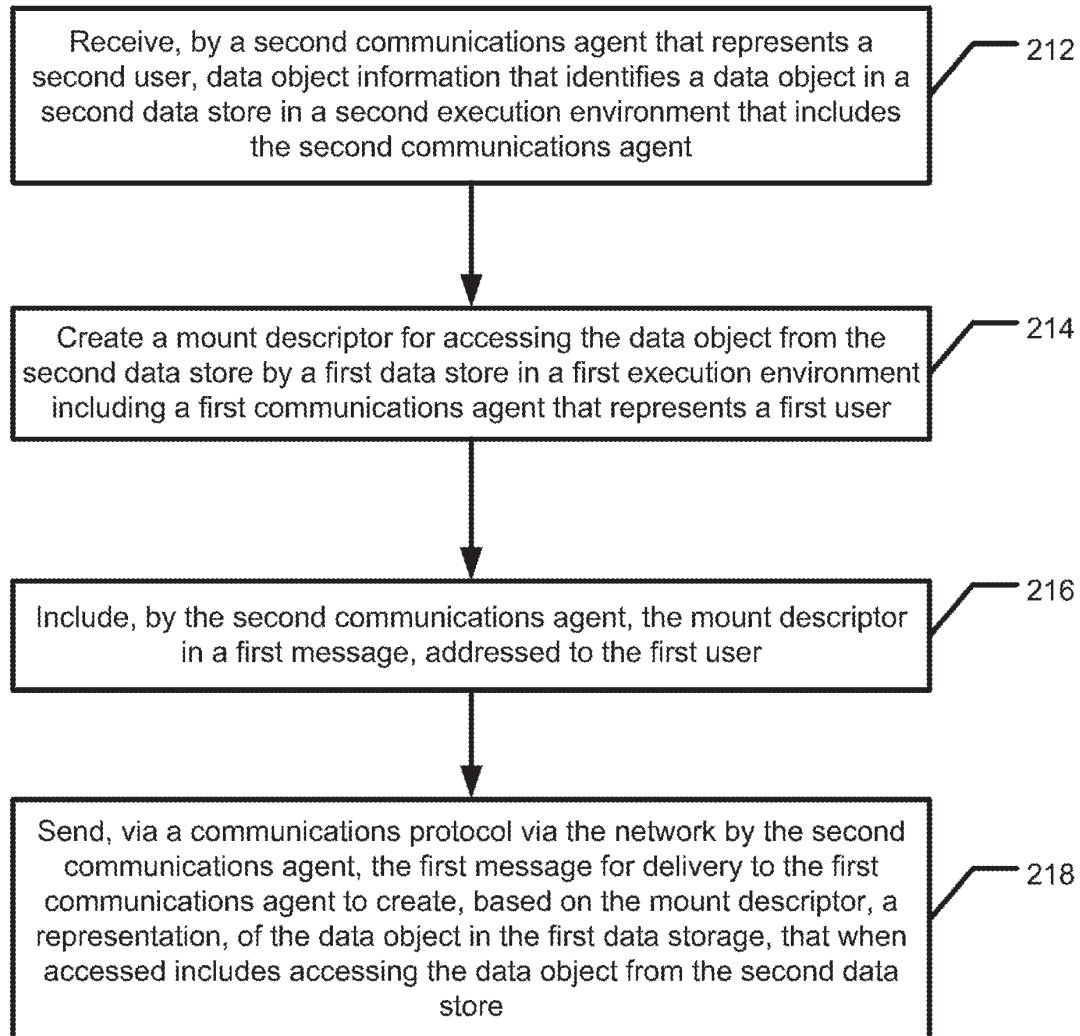 Receive, by a second communications agent that represents a
second user, data object information that identifies a data object in a
second data store in a second execution environment that includes
the second communications agent
212
Create a mount descriptor for accessing the data object from the
second data store by a first data store in a first execution environment
including a first communications agent that represents a first user
214
Include, by the second communications agent, the mount descriptor
in a first message, addressed to the first user
216
Send, via a communications protocol via the network by the second
communications agent, the first message for delivery to the first
communications agent to create, based on the mount descriptor, a
representation, of the data object in the first data storage, that when
accessed includes accessing the data object from the second data
store
218